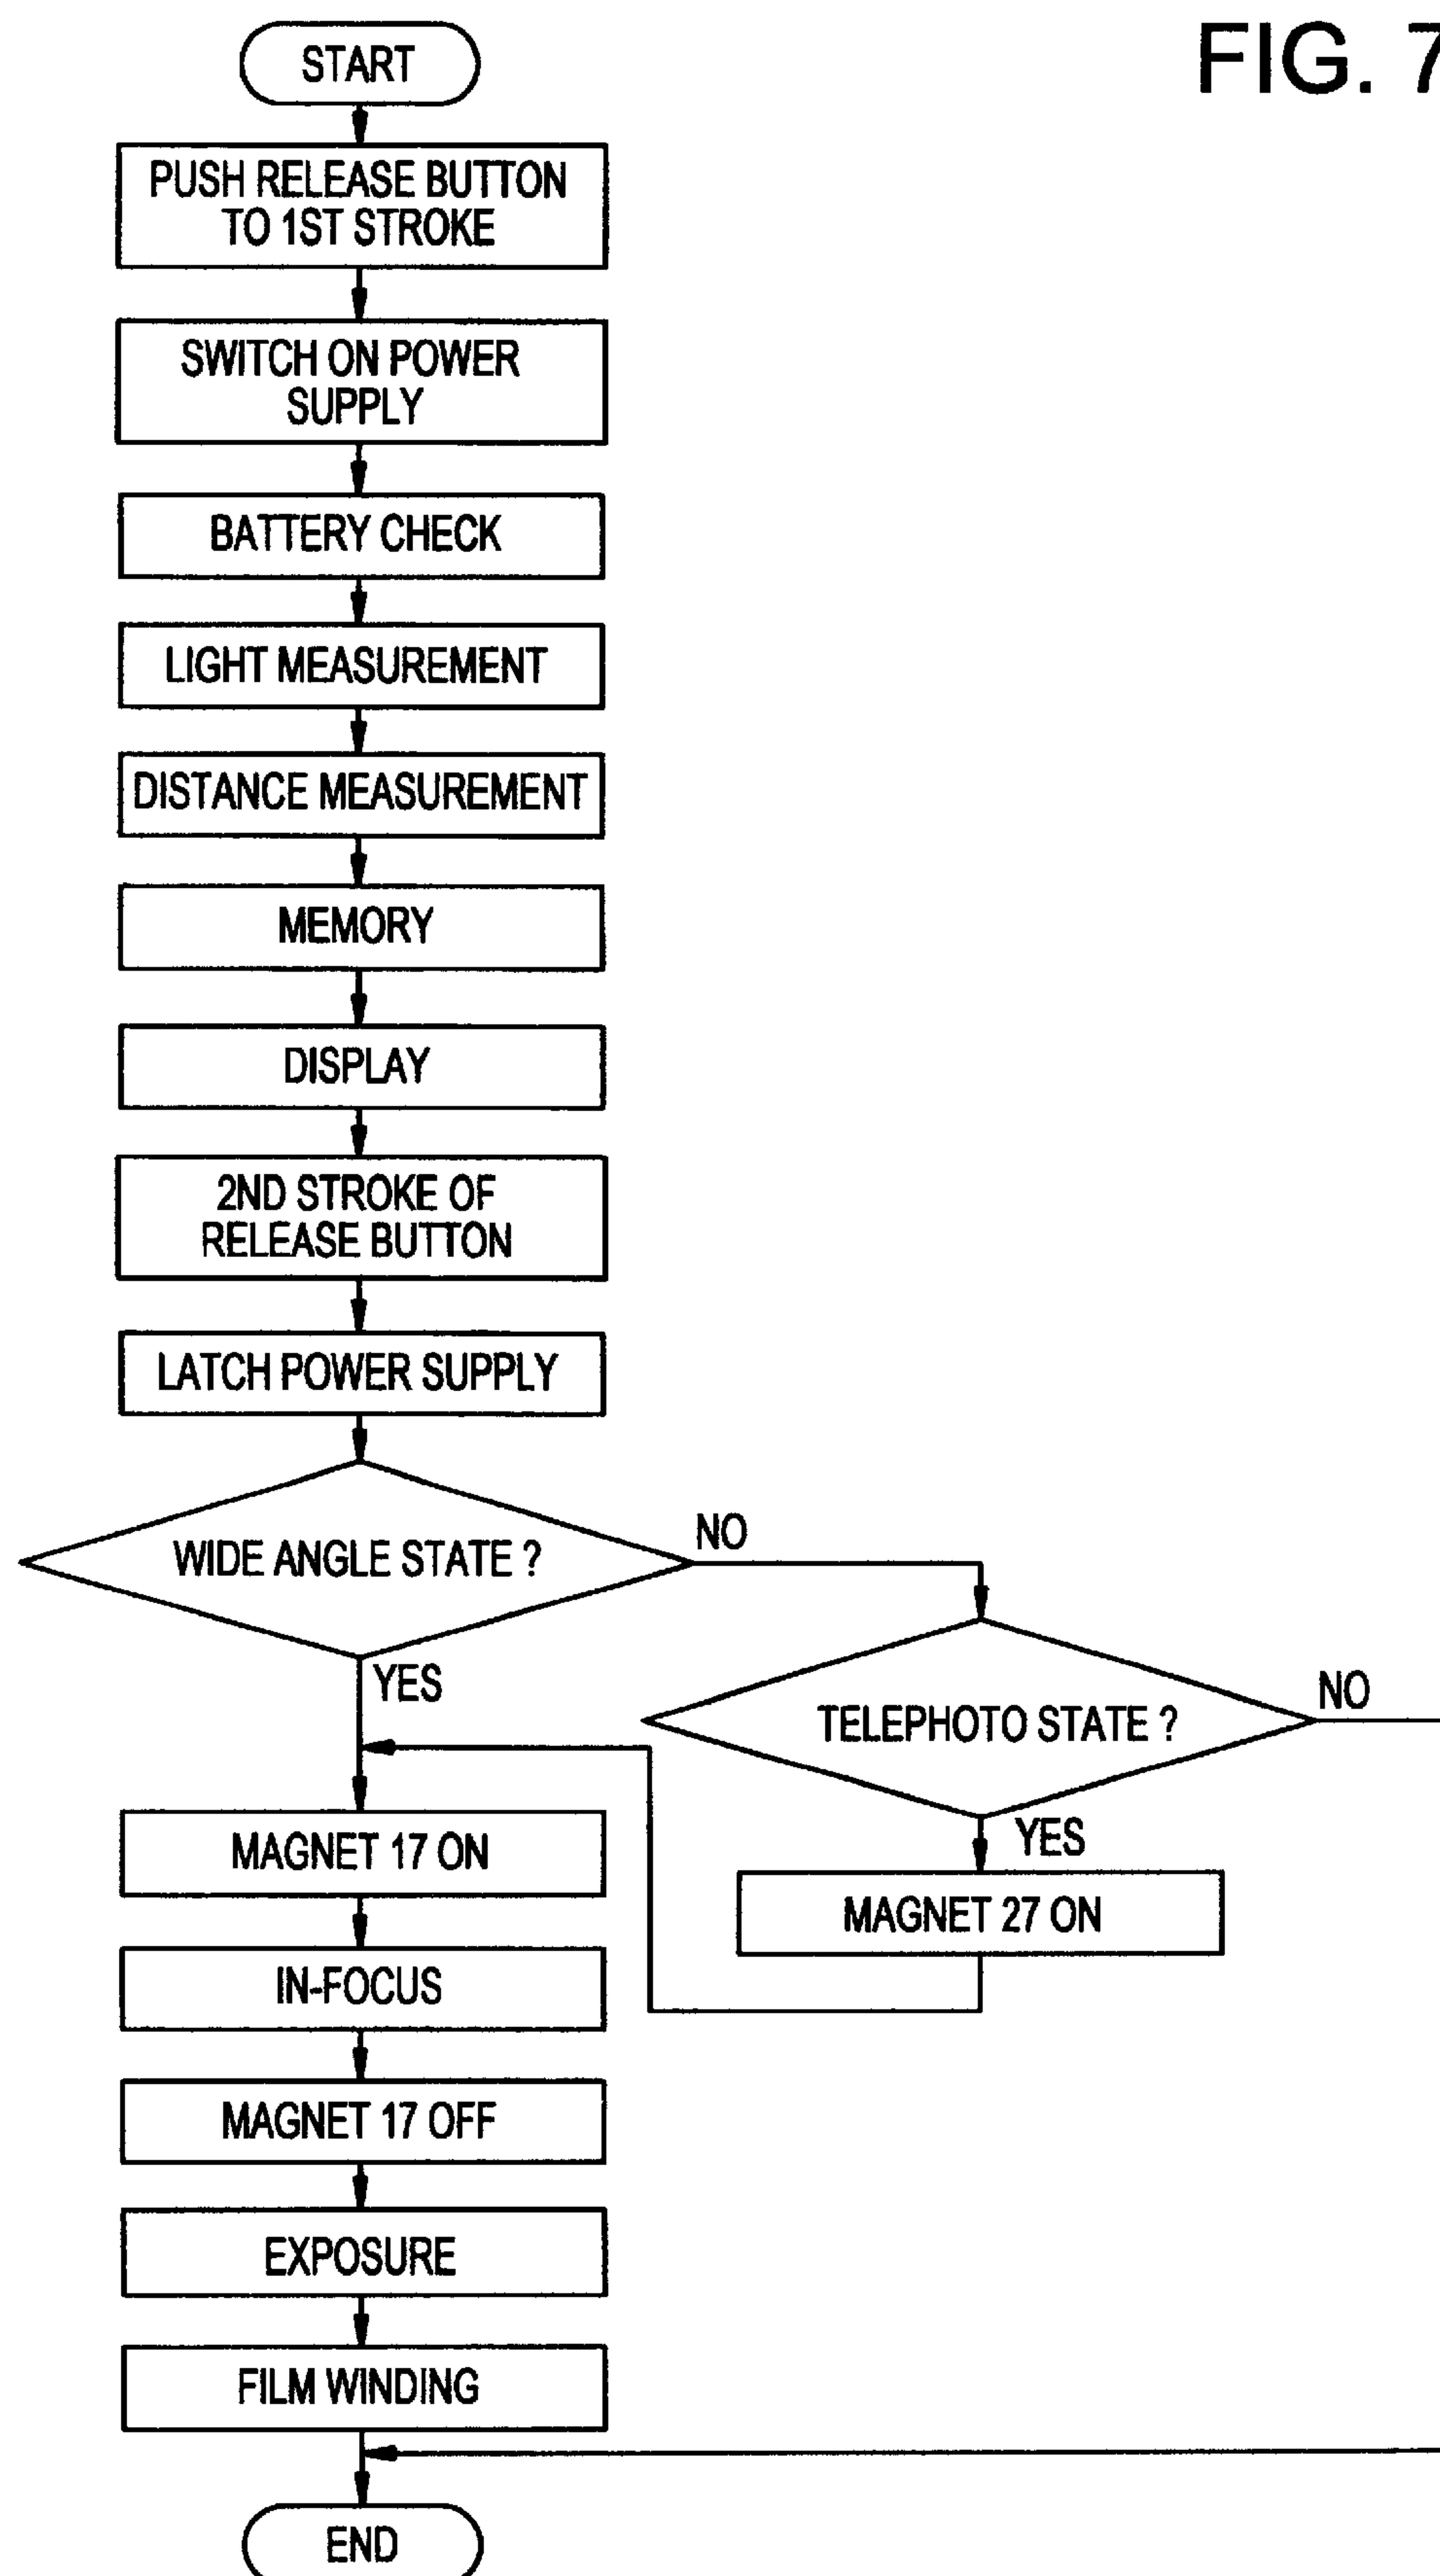 FIG. 7
START
PUSH RELEASE BUTTON
TO 1ST STROKE
SWITCH ON POWER
SUPPLY
BATTERY CHECK
LIGHT MEASUREMENT
DISTANCE MEASUREMENT
MEMORY
DISPLAY
2ND STROKE OF
RELEASE BUTTON
LATCH POWER SUPPLY
WIDE ANGLE STATE ?
NO
YES
TELEPHOTO STATE ?
NO
YES
MAGNET 27 ON
MAGNET 17 ON
IN-FOCUS
MAGNET 17 OFF
EXPOSURE
FILM WINDING
END